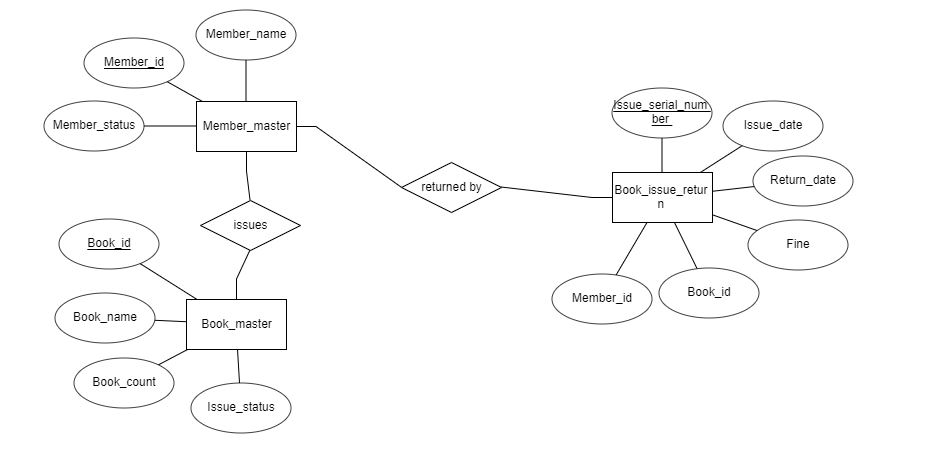 Member_name
Member_id
Member_status
Member_master
Issue_serial_num
ber
Issue_date
Return_date
returned by
Book_issue_retur
n
issues
Book_id
Fine
Member_id
Book_id
Book_name
Book_master
Book_count
Issue_status